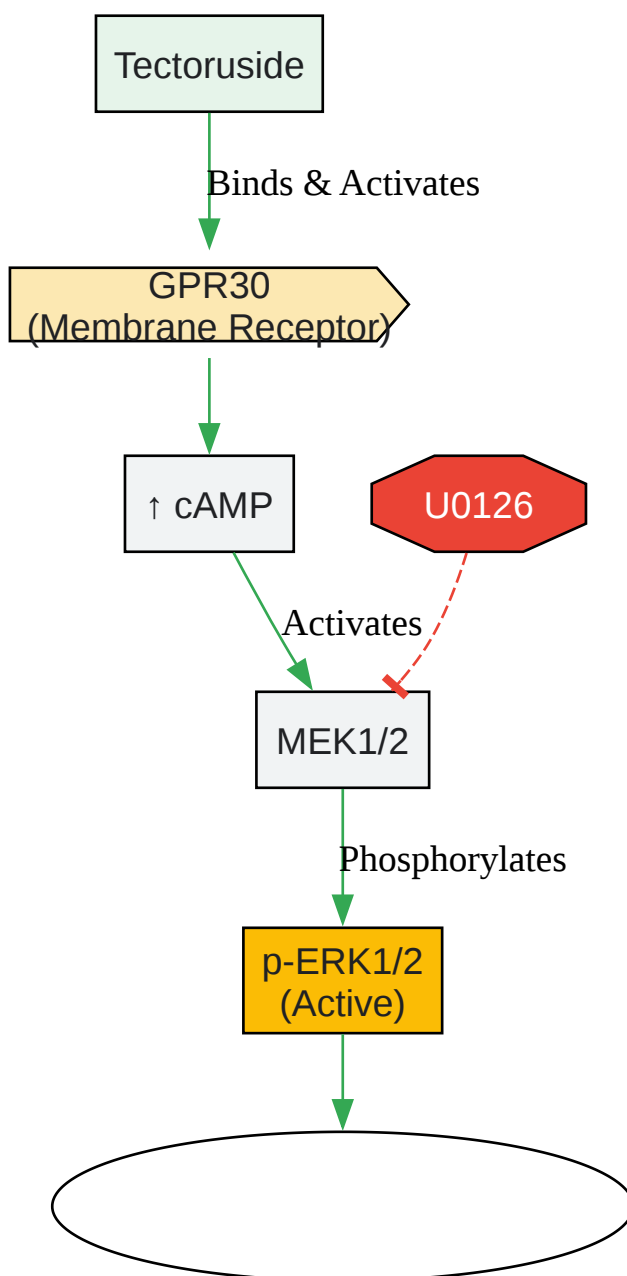 Tectoruside
Binds & Activates
GPR30
(Membrane Receptor)
↑ cAMP
U0126
Activates
MEK1/2
Phosphorylates
p-ERK1/2
(Active)